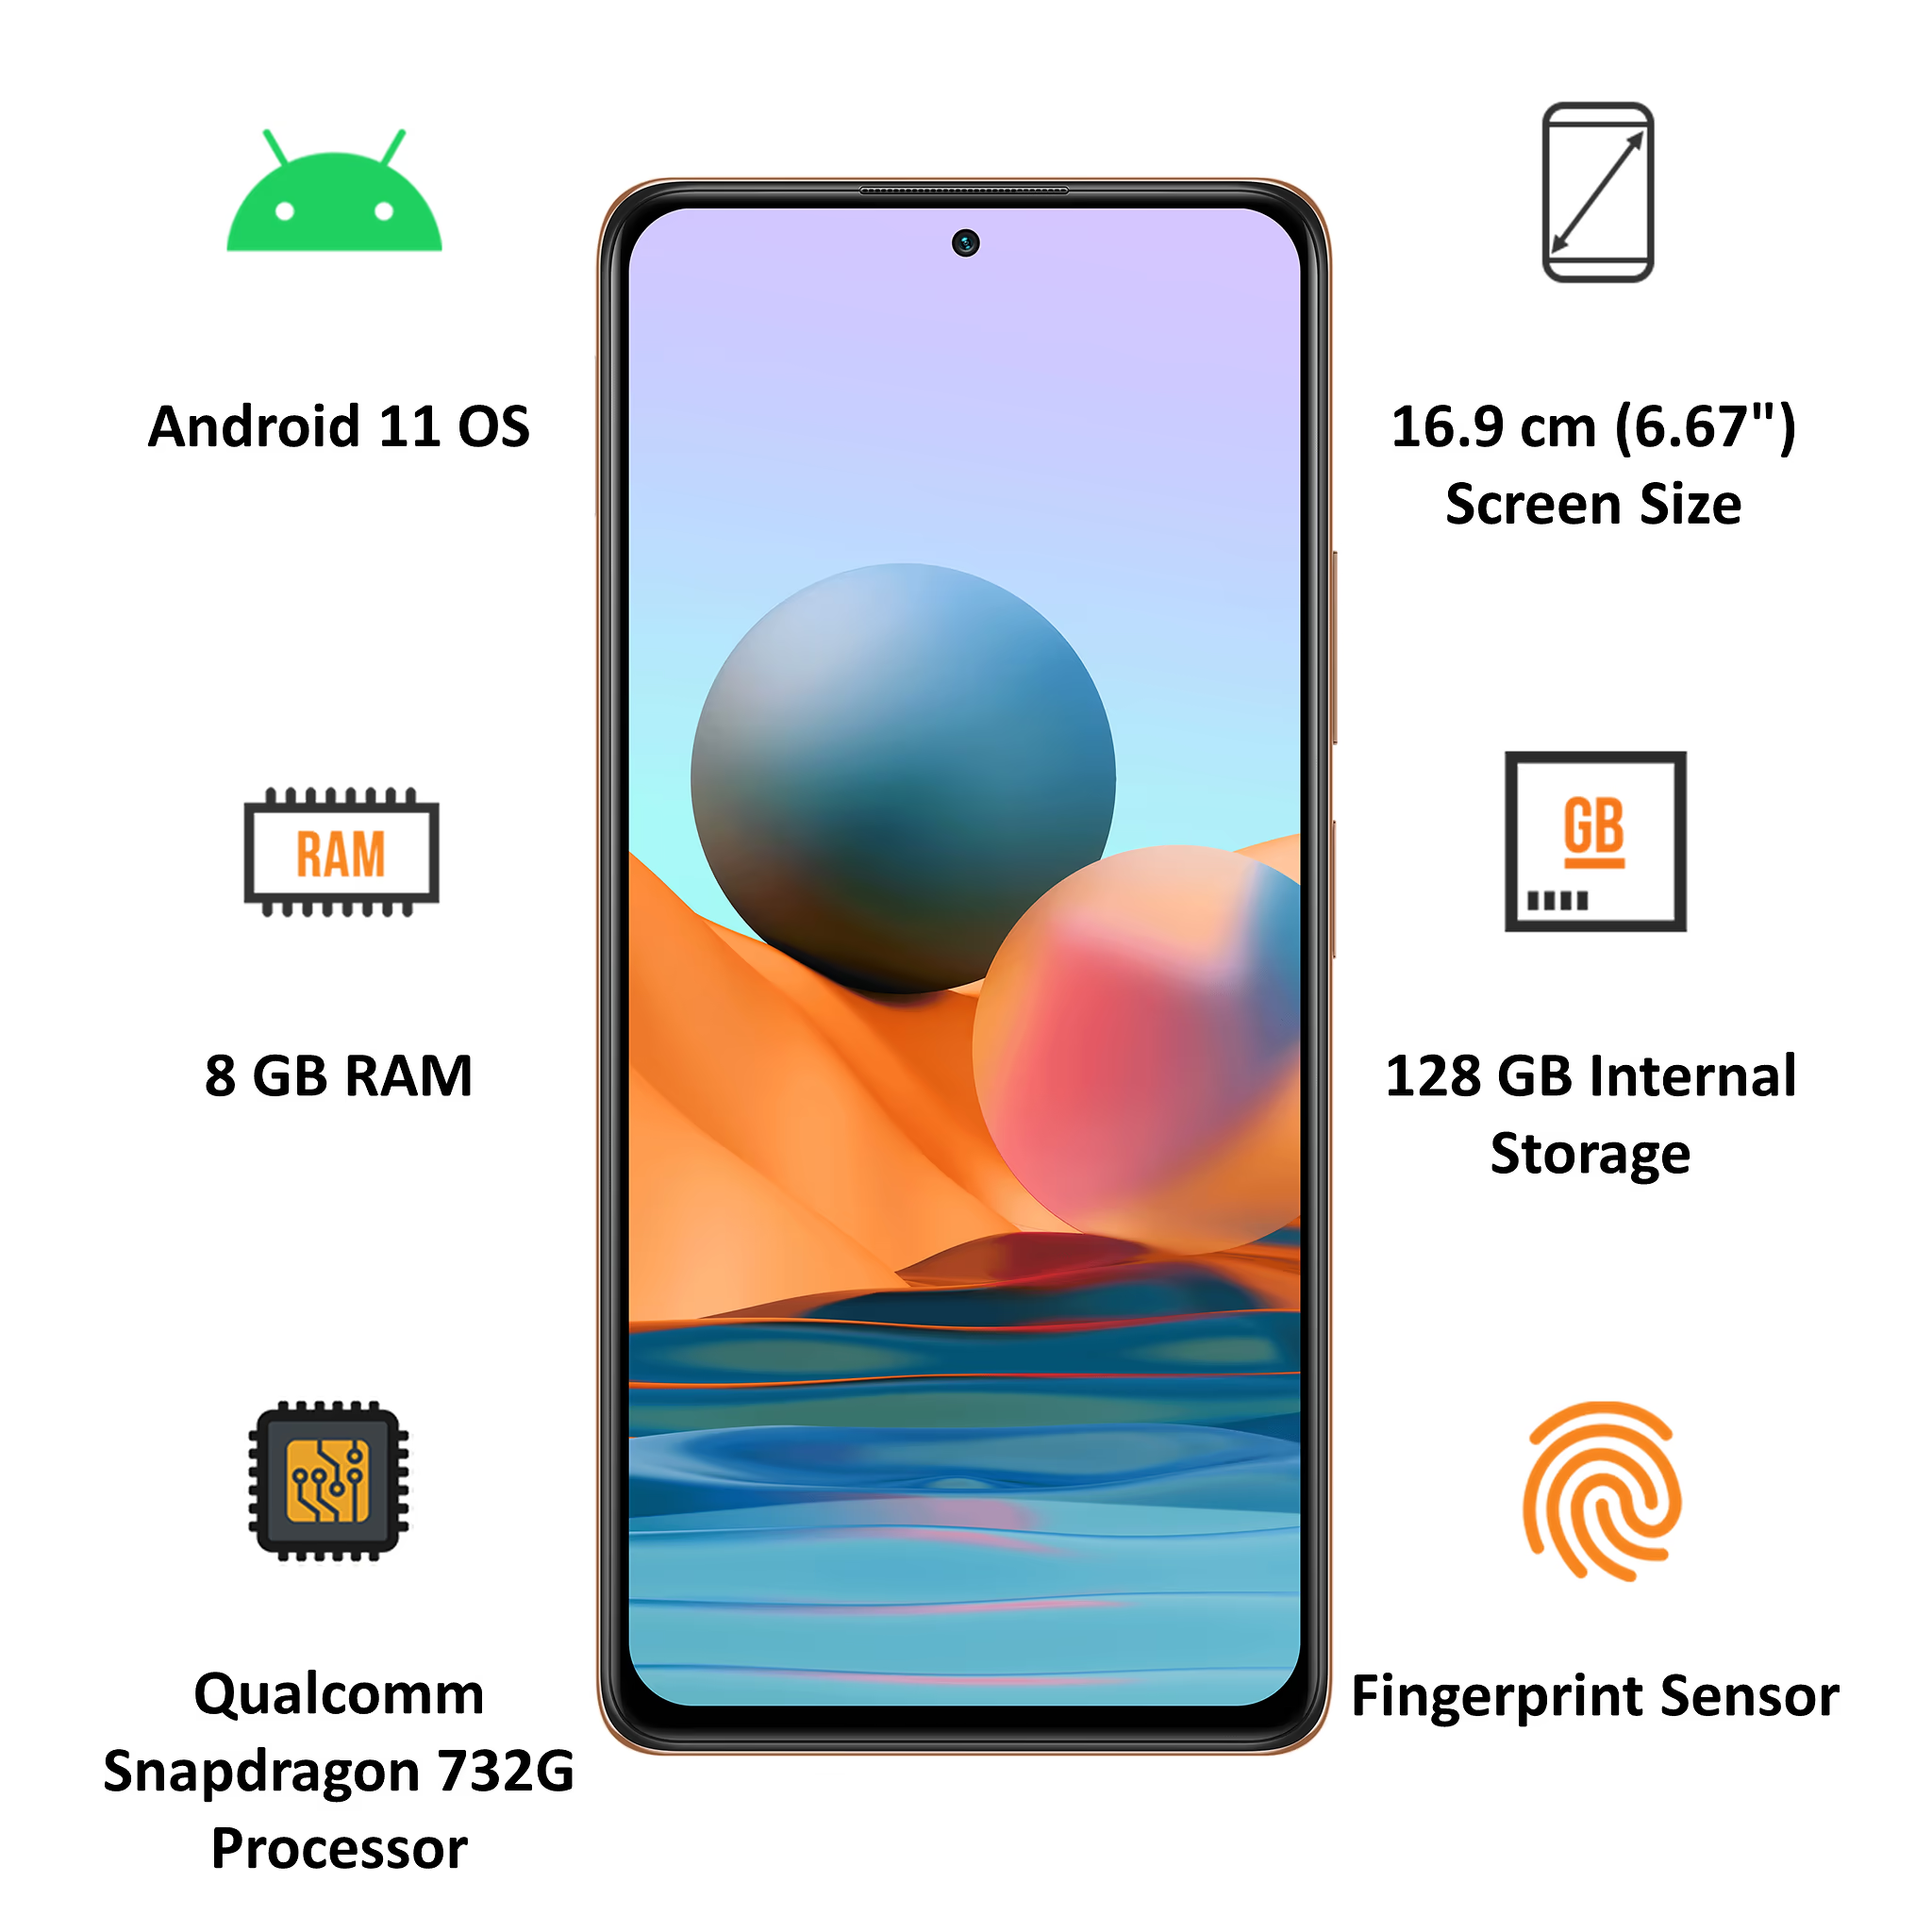 Android 11 OS
16.9 cm (6.67")
Screen Size
RAM
8 GB RAM
GB
128 GB Internal
Storage
Qualcomm
Snapdragon 732G
Processor
Fingerprint Sensor